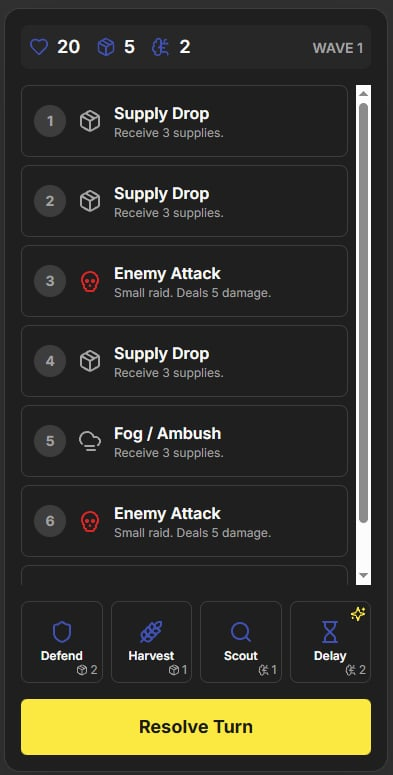 20 5 2 WAVE 1
1 Supply Drop
Receive 3 supplies.
2 Supply Drop
Receive 3 supplies.
3 Enemy Attack
Small raid. Deals 5 damage.
4 Supply Drop
Receive 3 supplies.
5 Fog / Ambush
Receive 3 supplies.
6 Enemy Attack
Small raid. Deals 5 damage.
Defend Harvest Scout Delay
2 1 1 2
Resolve Turn